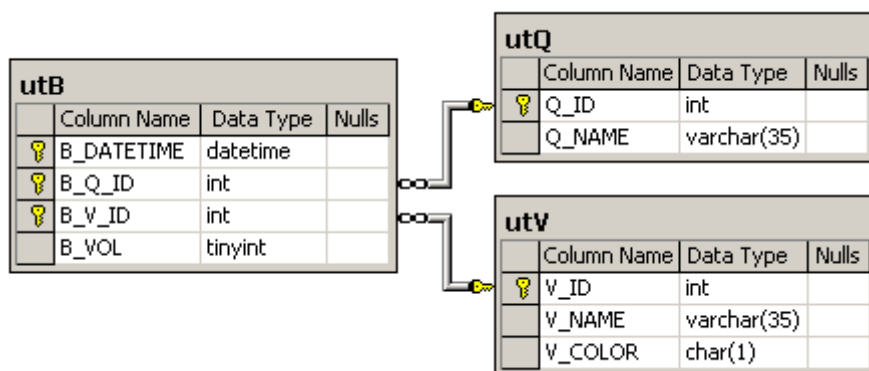 utB
Column Name Data Type Nulls
B_DATETIME datetime
B_Q_ID int
B_V_ID int
B_VOL tinyint
utQ
Column Name Data Type Nulls
Q_ID int
Q_NAME varchar(35)
utV
Column Name Data Type Nulls
V_ID int
V_NAME varchar(35)
V_COLOR char(1)